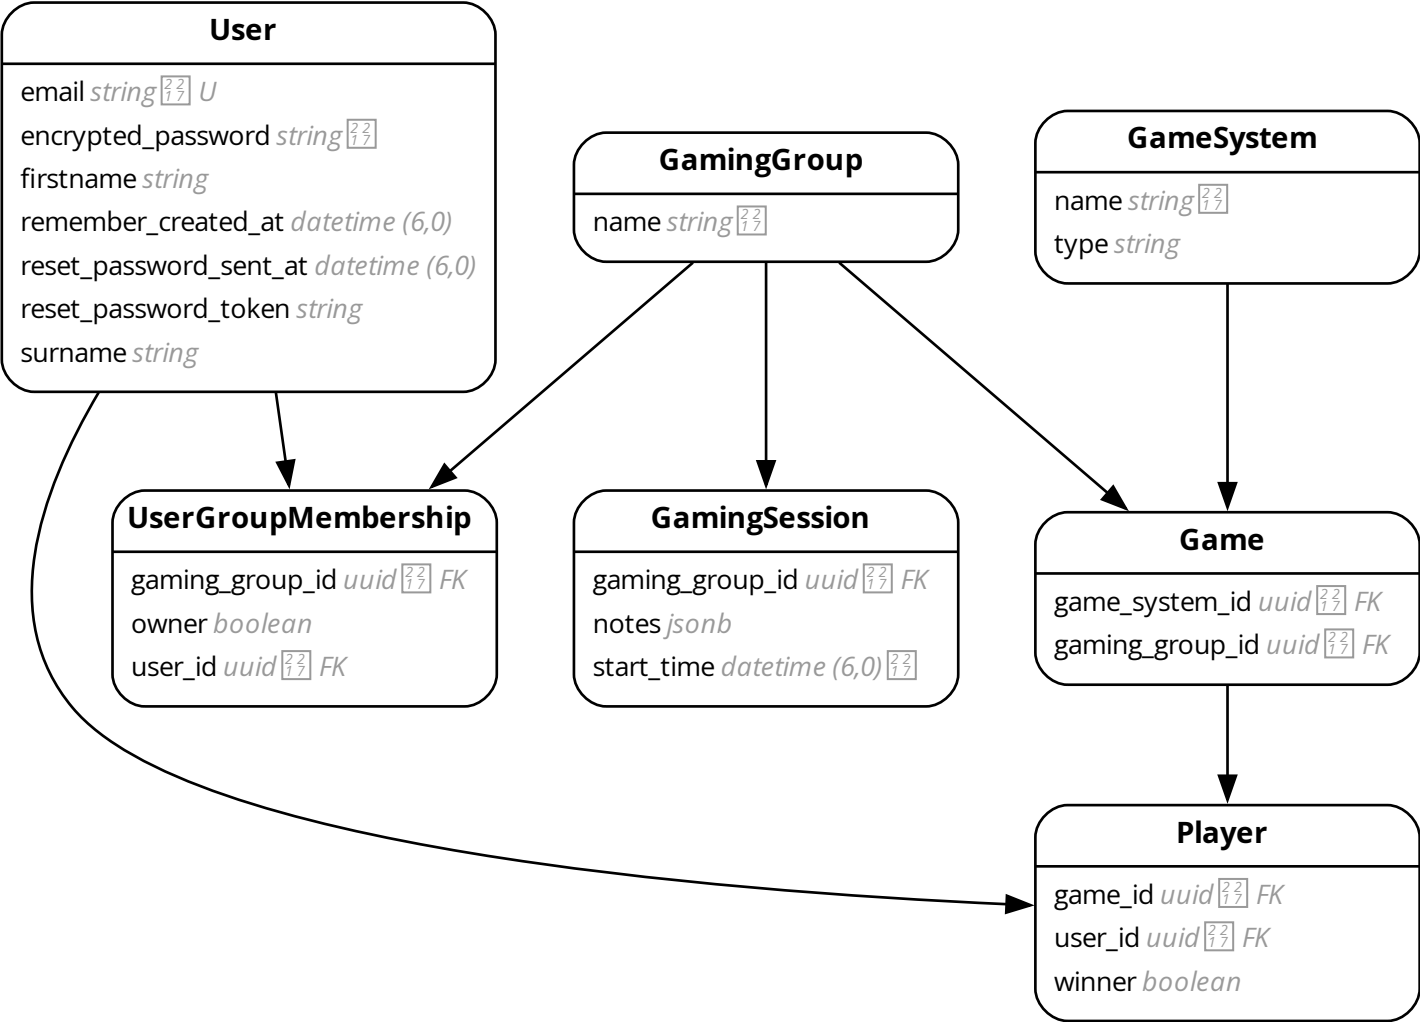 User
email string ∗ U
encrypted_password string ∗
firstname string
remember_created_at datetime (6,0)
reset_password_sent_at datetime (6,0)
reset_password_token string
surname string
GamingGroup
name string ∗
GameSystem
name string ∗
type string
UserGroupMembership
gaming_group_id uuid ∗ FK
owner boolean
user_id uuid ∗ FK
GamingSession
gaming_group_id uuid ∗ FK
notes jsonb
start_time datetime (6,0) ∗
Game
game_system_id uuid ∗ FK
gaming_group_id uuid ∗ FK
Player
game_id uuid ∗ FK
user_id uuid ∗ FK
winner boolean